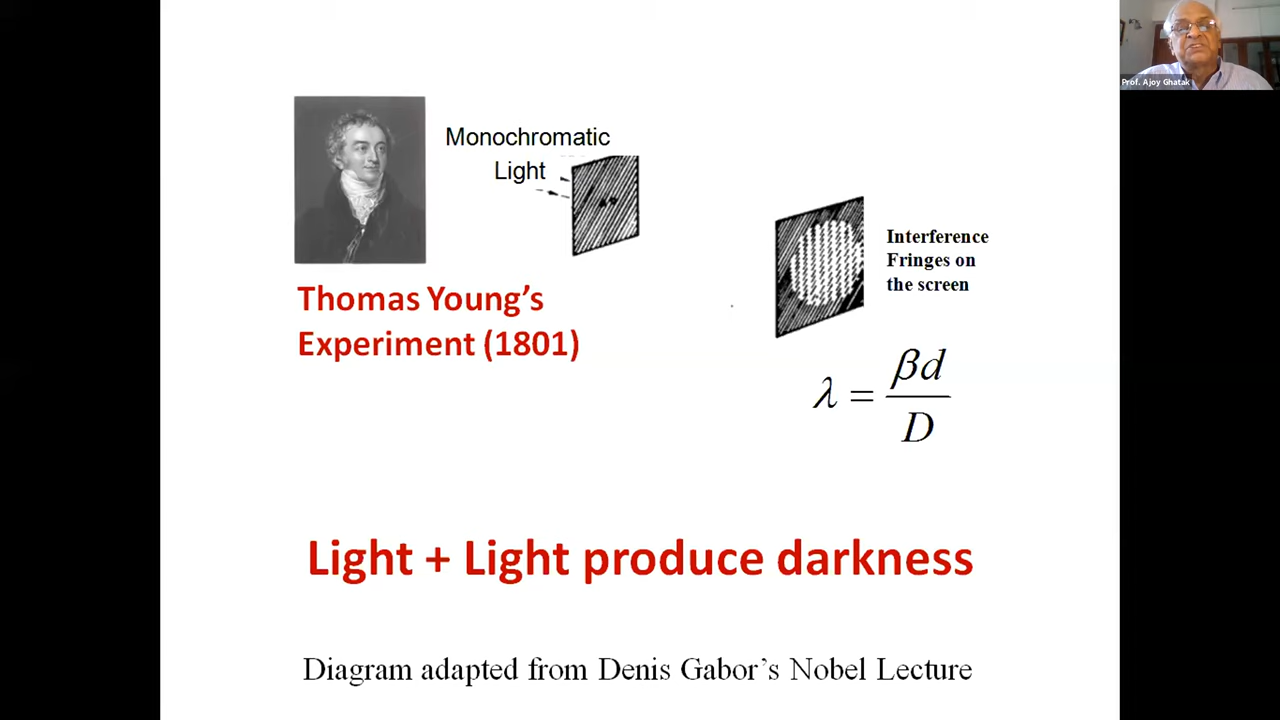 Prof. Ajoy Ghatak
Monochromatic
Light
Interference
Fringes on
the screen
Thomas Young’s
Experiment (1801)
λ = βd / D
Light + Light produce darkness
Diagram adapted from Denis Gabor’s Nobel Lecture